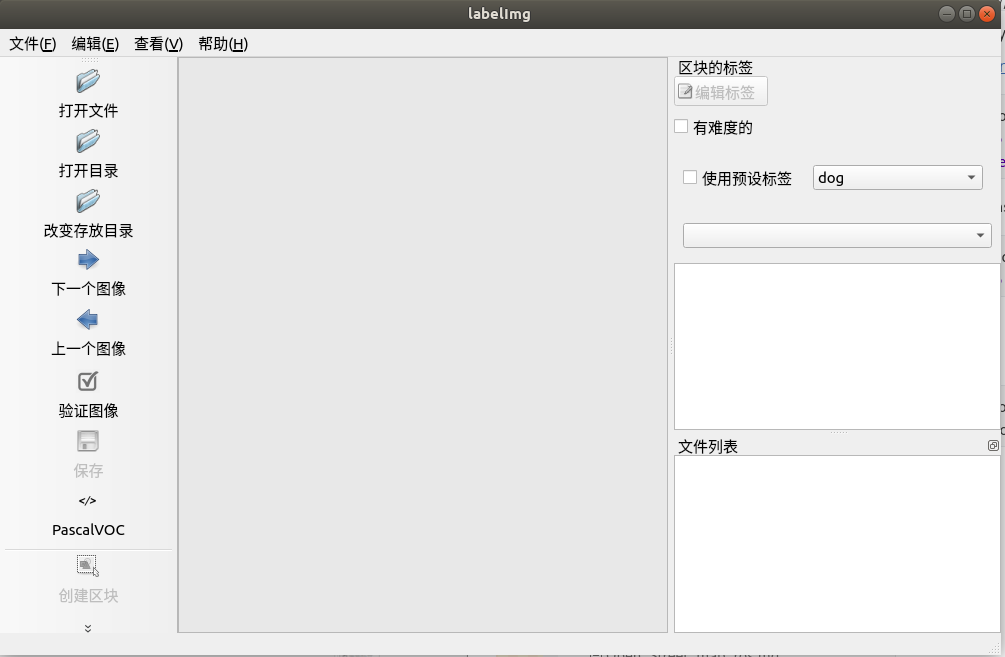 labelImg
文件(F) 编辑(E) 查看(V) 帮助(H)
打开文件
打开目录
改变存放目录
下一个图像
上一个图像
验证图像
保存
</>
PascalVOC
创建区块
区块的标签
编辑标签
有难度的
使用预设标签 dog
文件列表